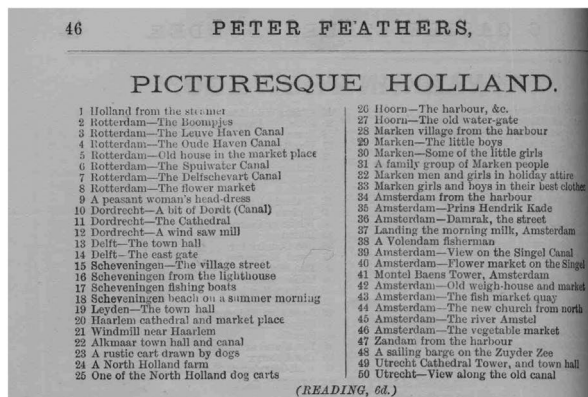 46 PETER FEATHERS,
PICTURESQUE HOLLAND.
1 Holland from the steamer
2 Rotterdam—The Boompjes
3 Rotterdam—The Leuve Haven Canal
4 Rotterdam—The Oude Haven Canal
5 Rotterdam—Old house in the market place
6 Rotterdam—The Spuiwater Canal
7 Rotterdam—The Delfschevart Canal
8 Rotterdam—The flower market
9 A peasant woman's head-dress
10 Dordrecht—A bit of Dordt (Canal)
11 Dordrecht—The Cathedral
12 Dordrecht—A wind saw mill
13 Delft—The town hall
14 Delft—The east gate
15 Scheveningen—The village street
16 Scheveningen from the lighthouse
17 Scheveningen fishing boats
18 Scheveningen beach on a summer morning
19 Leyden—The town hall
20 Haarlem cathedral and market place
21 Windmill near Haarlem
22 Alkmaar town hall and canal
23 A rustic cart drawn by dogs
24 A North Holland farm
25 One of the North Holland dog carts
26 Hoorn—The harbour, &c.
27 Hoorn—The old water-gate
28 Marken village from the harbour
29 Marken—The little boys
30 Marken—Some of the little girls
31 A family group of Marken people
32 Marken men and girls in holiday attire
33 Marken girls and boys in their best clothes
34 Amsterdam from the harbour
35 Amsterdam—Prins Hendrik Kade
36 Amsterdam—Damrak, the street
37 Landing the morning milk, Amsterdam
38 A Volendam fisherman
39 Amsterdam—View on the Singel Canal
40 Amsterdam—Flower market on the Singel
41 Montel Baens Tower, Amsterdam
42 Amsterdam—Old weigh-house and market
43 Amsterdam—The fish market quay
44 Amsterdam—The new church from north
45 Amsterdam—The river Amstel
46 Amsterdam—The vegetable market
47 Zandam from the harbour
48 A sailing barge on the Zuyder Zee
49 Utrecht Cathedral Tower, and town hall
50 Utrecht—View along the old canal
(READING, 6d.)